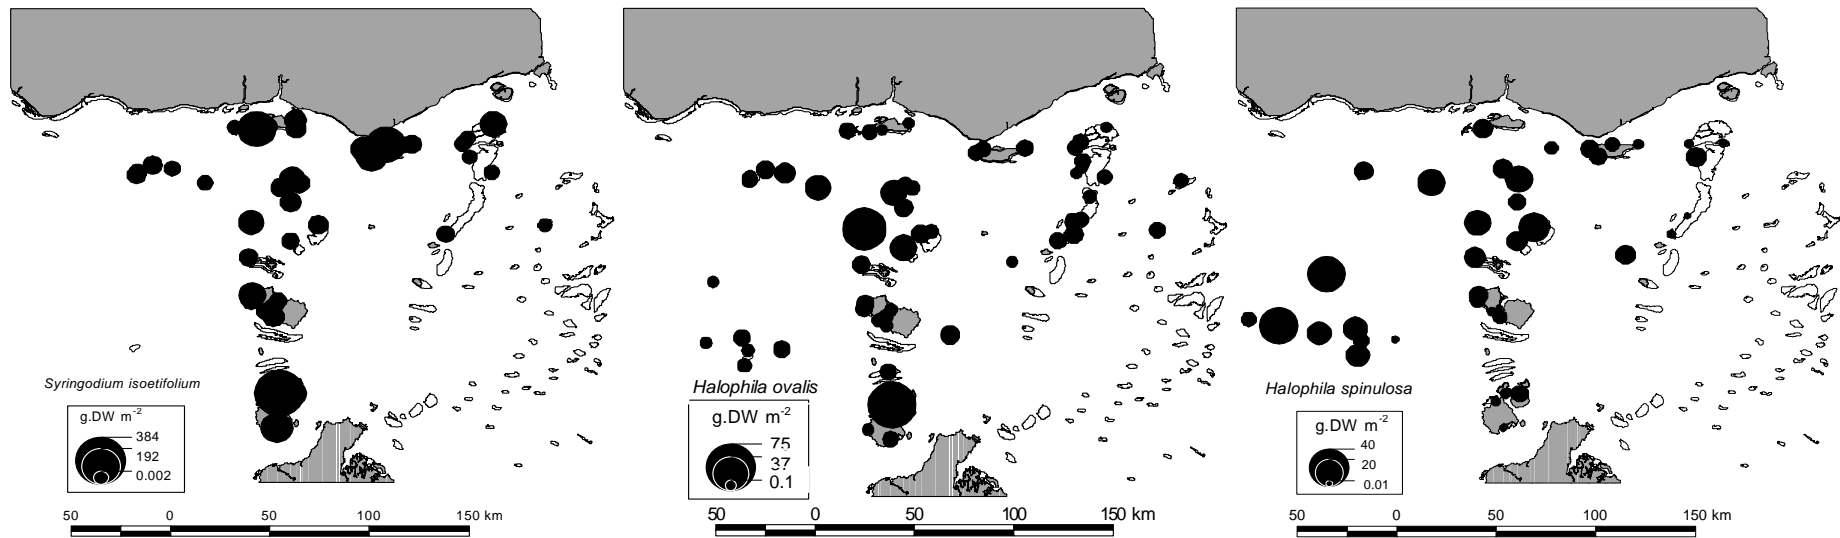 Syringodium isoetifolium
g.DW m-2
384
192
0.002
50 0 50 100 150 km
Halophila ovalis
g.DW m-2
75
37
0.1
50 0 50 100 150 km
Halophila spinulosa
g.DW m-2
40
20
0.01
50 0 50 100 150 km